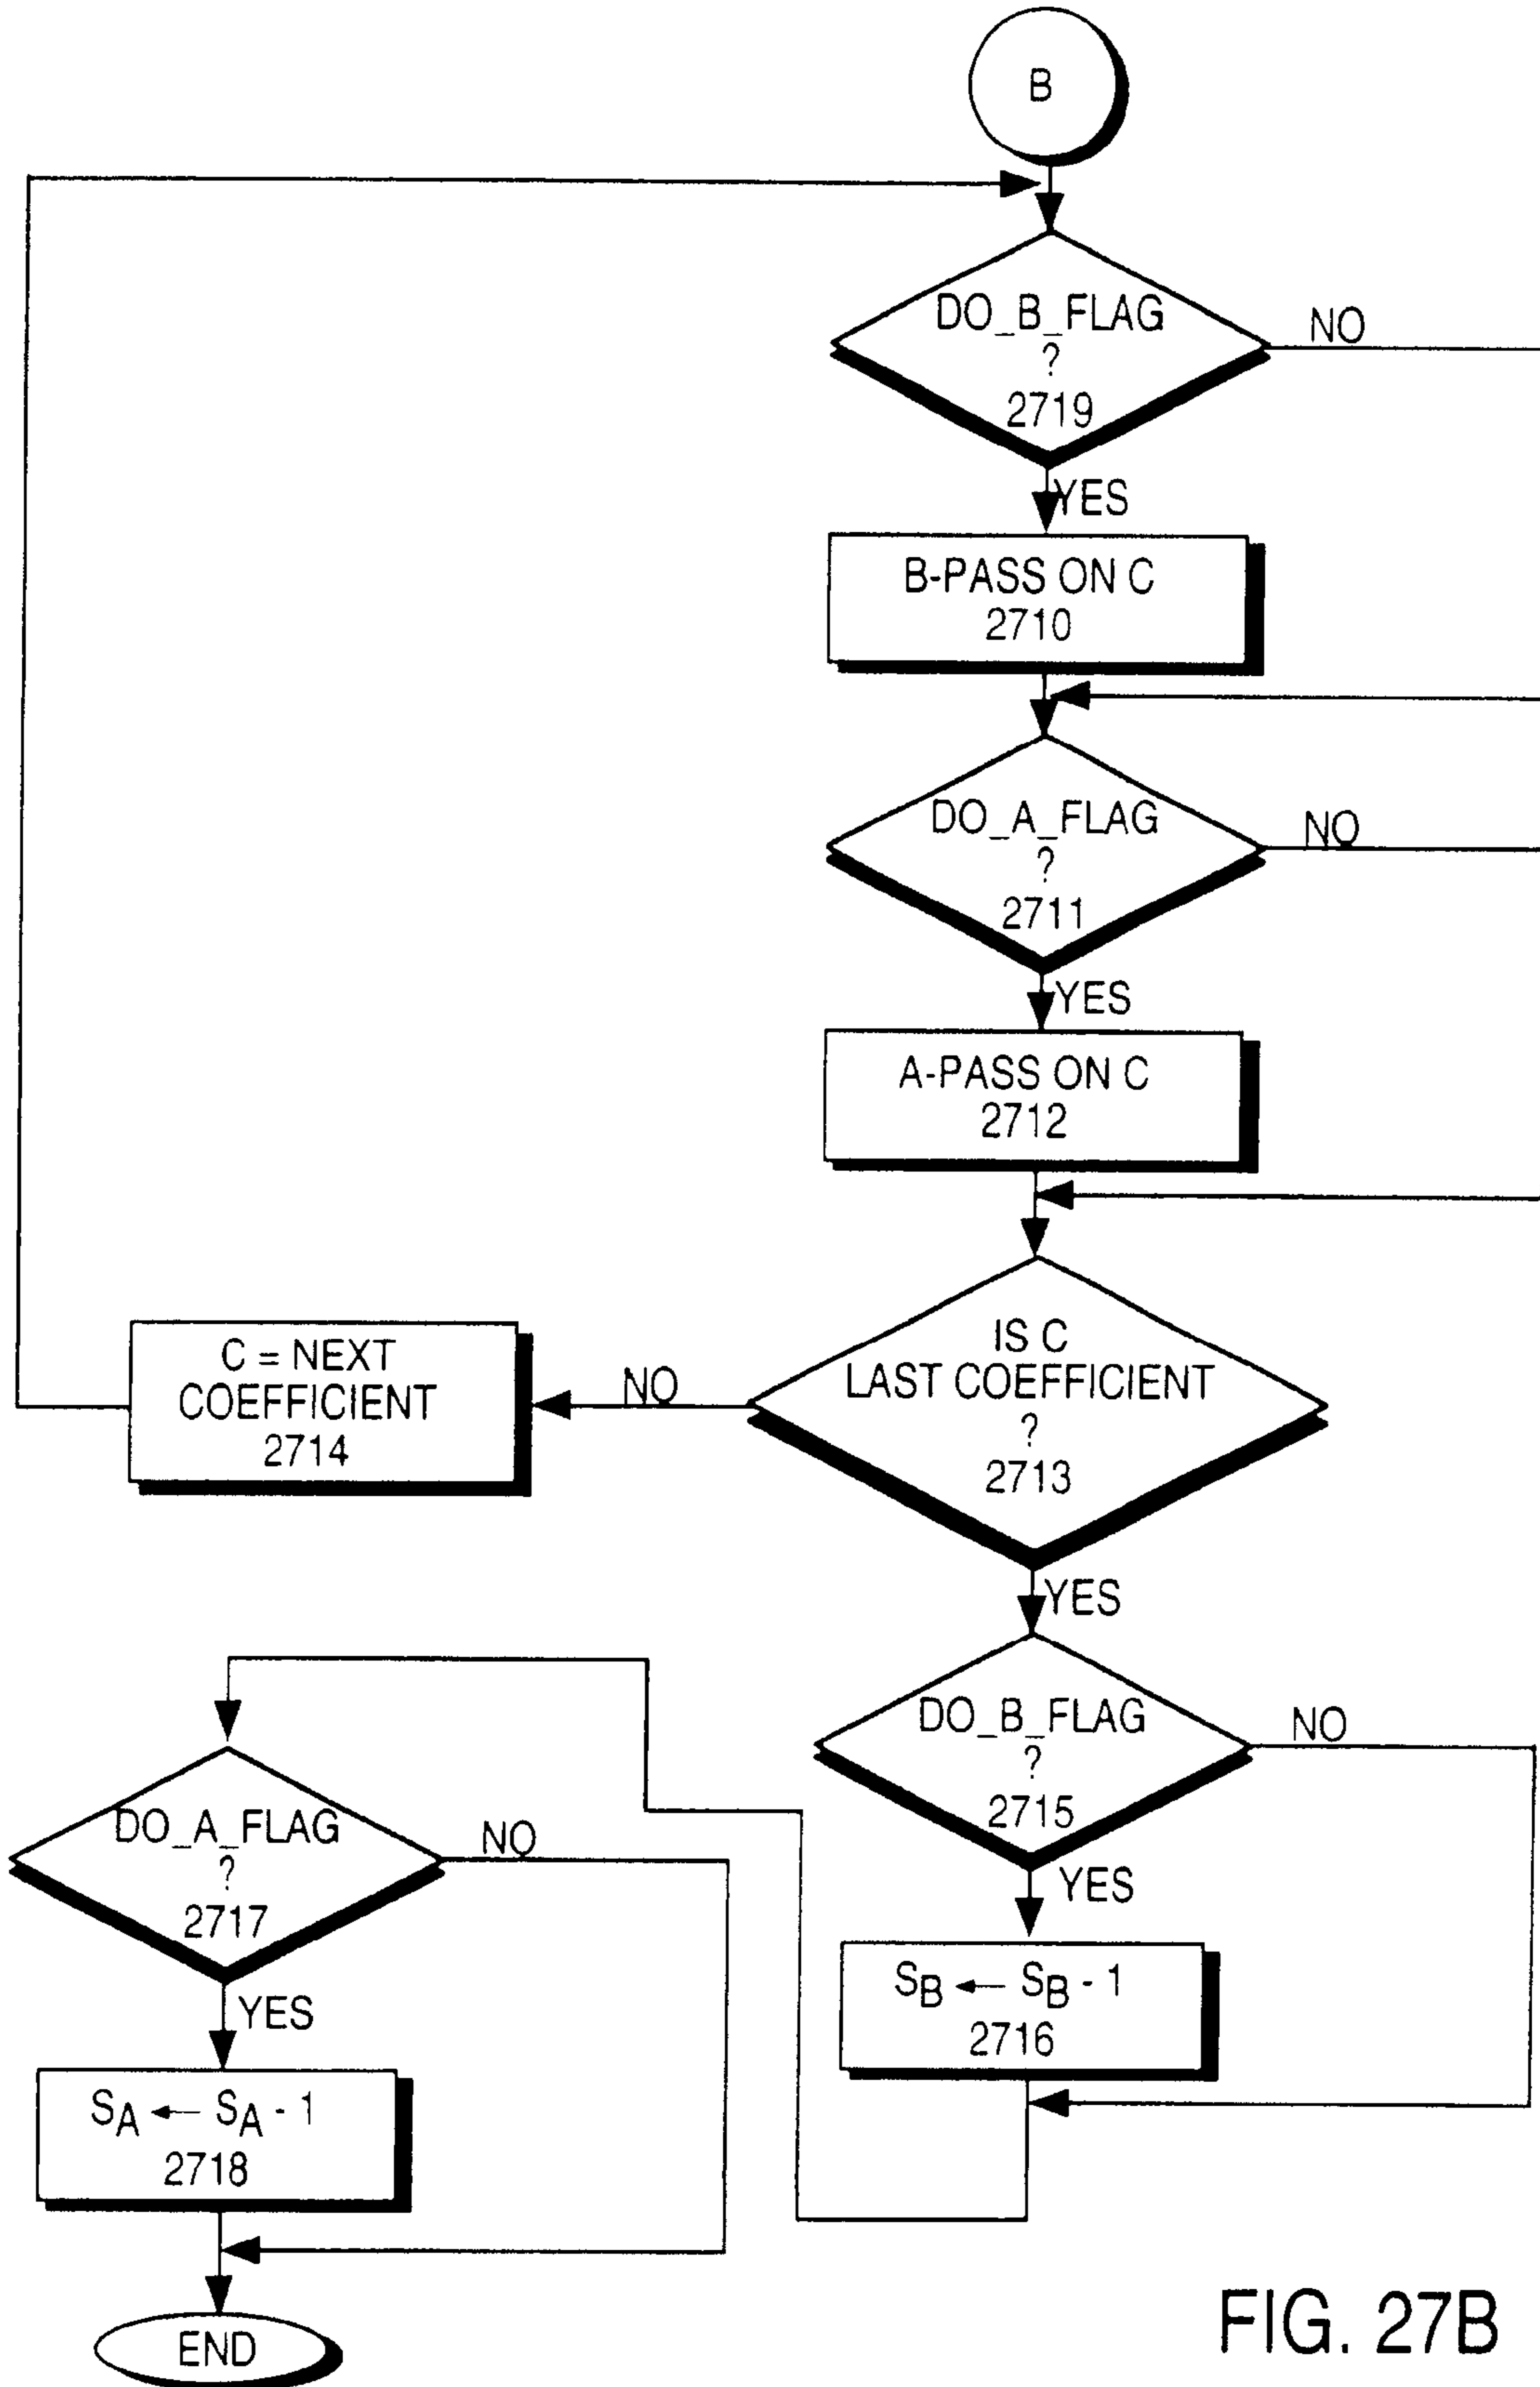 B
DO_B_FLAG
?
2719
NO
YES
B-PASS ON C
2710
DO_A_FLAG
?
2711
NO
YES
A-PASS ON C
2712
IS C
LAST COEFFICIENT
?
2713
NO
C = NEXT
COEFFICIENT
2714
YES
DO_B_FLAG
?
2715
NO
YES
SB ← SB - 1
2716
DO_A_FLAG
?
2717
NO
YES
SA ← SA - 1
2718
END
FIG. 27B